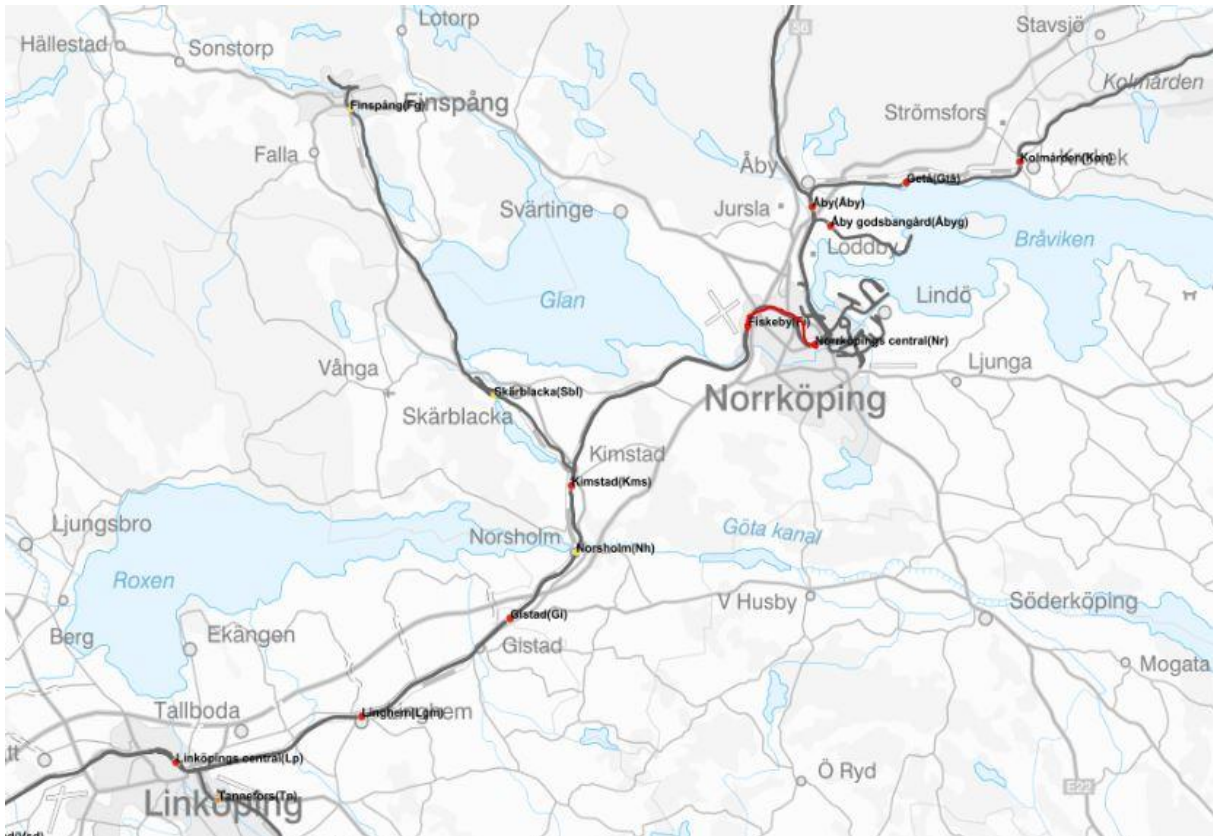 Lotorp
Stavsjö
Hällestad
Sonstorp
Kolmården
Finspång(Fg)
Finspång
Strömsfors
Falla
Åby
Kolmården(Kon)
Getå(Gtå)
Svärtinge
Jursla
Åby(Åby)
Åby godsbangård(Åbyg)
Bråviken
Loddby
Glan
Lindö
Fiskeby(Fi)
Norrköpings central(Nr)
Ljunga
Vånga
Skärblacka(Sbl)
Norrköping
Skärblacka
Kimstad
Kimstad(Kms)
Ljungsbro
Norsholm
Göta kanal
Norsholm(Nh)
Roxen
V Husby
Söderköping
Gistad(Gi)
Berg
Ekängen
Gistad
Mogata
Tallboda
Linghem(Lgm)
Linköpings central(Lp)
Ö Ryd
E22
Tannefors(Tn)
Linköping